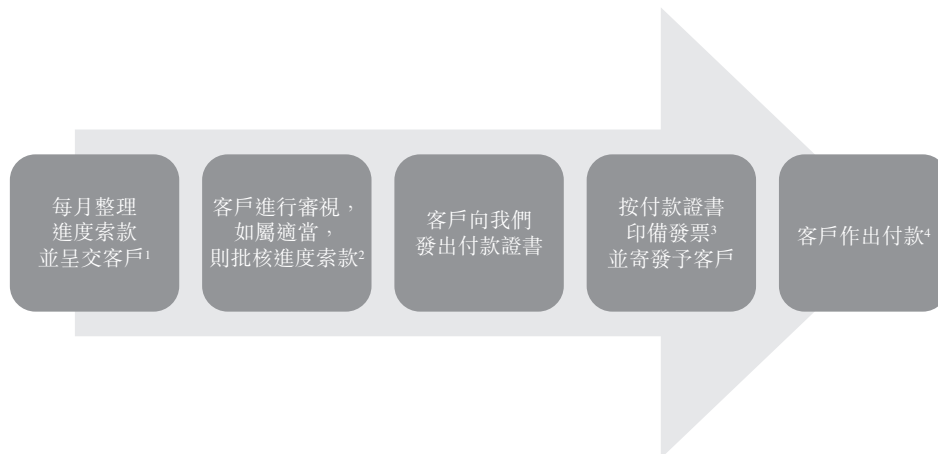 每月整理
進度索款
並呈交客戶¹
客戶進行審視，
如屬適當，
則批核進度索款²
客戶向我們
發出付款證書
按付款證書
印備發票³
並寄發予客戶
客戶作出付款⁴